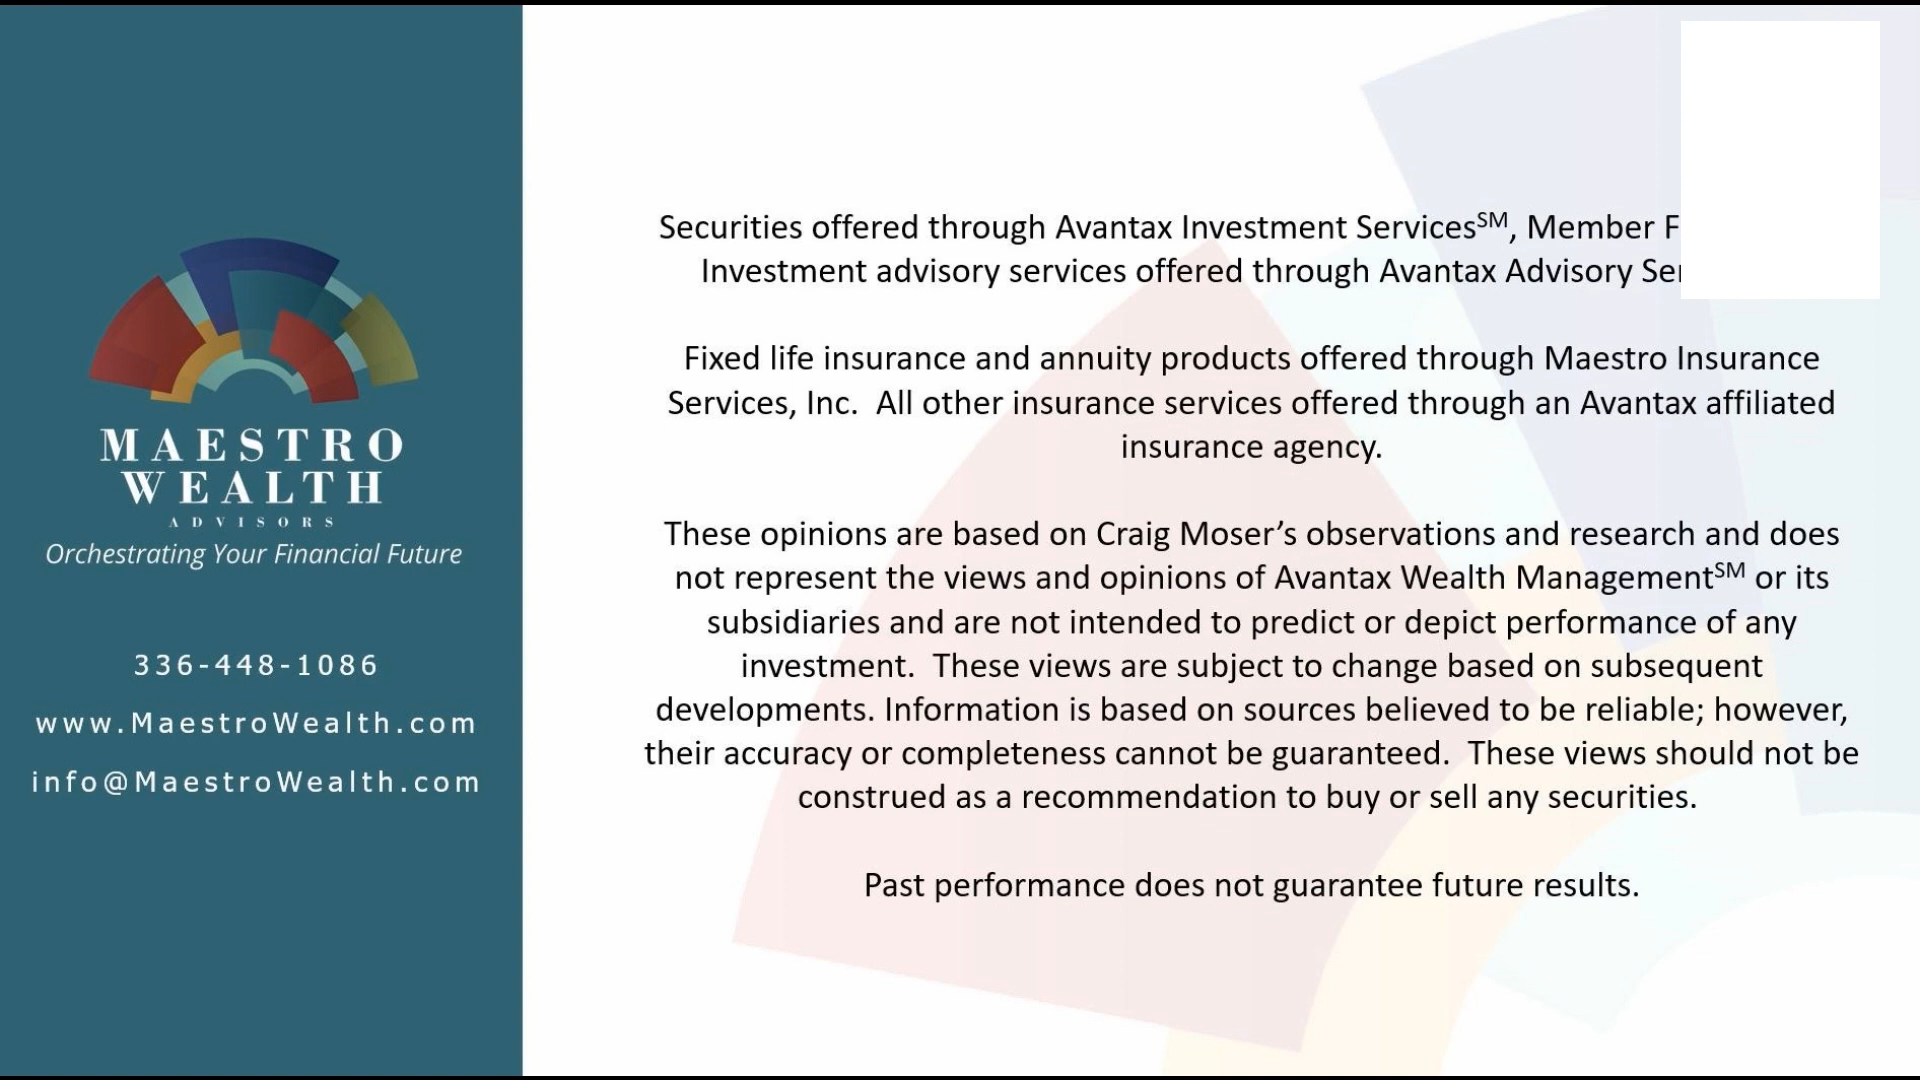 MAESTRO
WEALTH
ADVISORS
Orchestrating Your Financial Future
336-448-1086
www.MaestroWealth.com
info@MaestroWealth.com
Securities offered through Avantax Investment ServicesSM, Member
Investment advisory services offered through Avantax Advisory
Fixed life insurance and annuity products offered through Maestro Insurance
Services, Inc.  All other insurance services offered through an Avantax affiliated
insurance agency.
These opinions are based on Craig Moser’s observations and research and does
not represent the views and opinions of Avantax Wealth ManagementSM or its
subsidiaries and are not intended to predict or depict performance of any
investment.  These views are subject to change based on subsequent
developments. Information is based on sources believed to be reliable; however,
their accuracy or completeness cannot be guaranteed.  These views should not be
construed as a recommendation to buy or sell any securities.
Past performance does not guarantee future results.